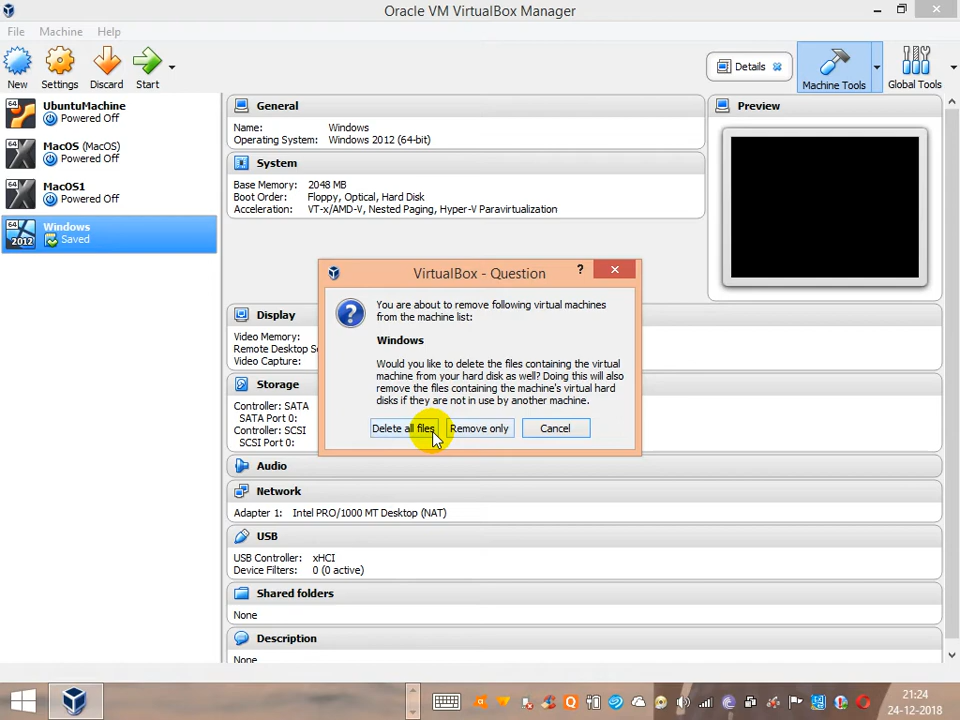 Oracle VM VirtualBox Manager
File Machine Help
New Settings Discard Start
Details
Machine Tools
Global Tools
64
UbuntuMachine
Powered Off
64
MacOS (MacOS)
Powered Off
64
MacOS1
Powered Off
64
2012
Windows
Saved
General
Name: Windows
Operating System: Windows 2012 (64-bit)
System
Base Memory: 2048 MB
Boot Order: Floppy, Optical, Hard Disk
Acceleration: VT-x/AMD-V, Nested Paging, Hyper-V Paravirtualization
Preview
VirtualBox - Question
?
You are about to remove following virtual machines
from the machine list:
Windows
Would you like to delete the files containing the virtual
machine from your hard disk as well? Doing this will also
remove the files containing the machine's virtual hard
disks if they are not in use by another machine.
Delete all files Remove only Cancel
Display
Video Memory:
Remote Desktop Se
Video Capture:
Storage
Controller: SATA
SATA Port 0:
Controller: SCSI
SCSI Port 0:
Audio
Network
Adapter 1: Intel PRO/1000 MT Desktop (NAT)
USB
USB Controller: xHCI
Device Filters: 0 (0 active)
Shared folders
None
Description
None
21:24
24-12-2018